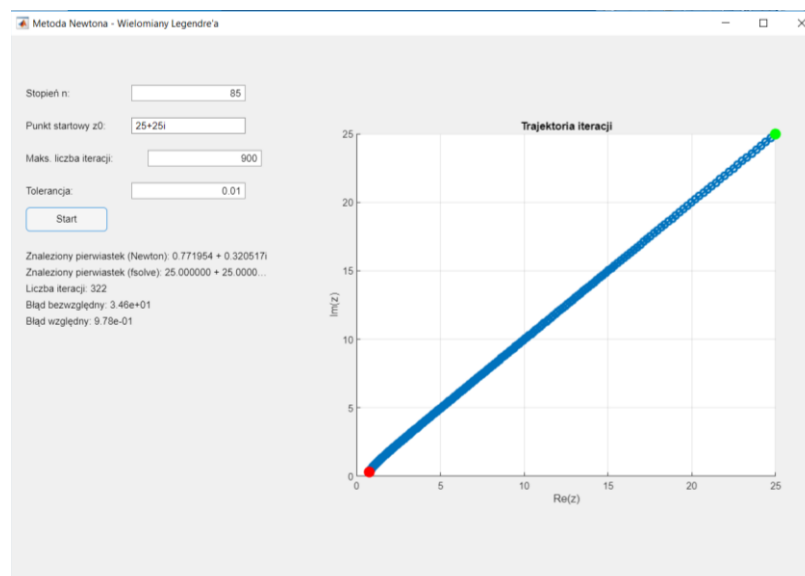 Metoda Newtona - Wielomiany Legendre'a
Stopień n:
85
Punkt startowy z0:
25+25i
Maks. liczba iteracji:
900
Tolerancja:
0.01
Start
Znaleziony pierwiastek (Newton): 0.771954 + 0.320517i
Znaleziony pierwiastek (fsolve): 25.000000 + 25.0000...
Liczba iteracji: 322
Błąd bezwzględny: 3.46e+01
Błąd względny: 9.78e-01
Trajektoria iteracji
25
20
15
10
5
0
Im(z)
0
5
10
15
20
25
Re(z)